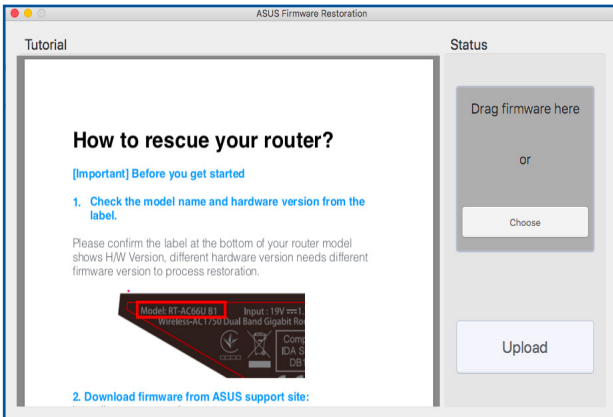 ASUS Firmware Restoration
Tutorial
Status
How to rescue your router?
[Important] Before you get started
1. Check the model name and hardware version from the
label.
Please confirm the label at the bottom of your router model
shows H/W Version, different hardware version needs different
firmware version to process restoration.
Model: RT-AC66U B1 Input : 19V
Wireless-AC1750 Dual Band Gigabit
IDA
DB1
2. Download firmware from ASUS support site:
Drag firmware here
or
Choose
Upload